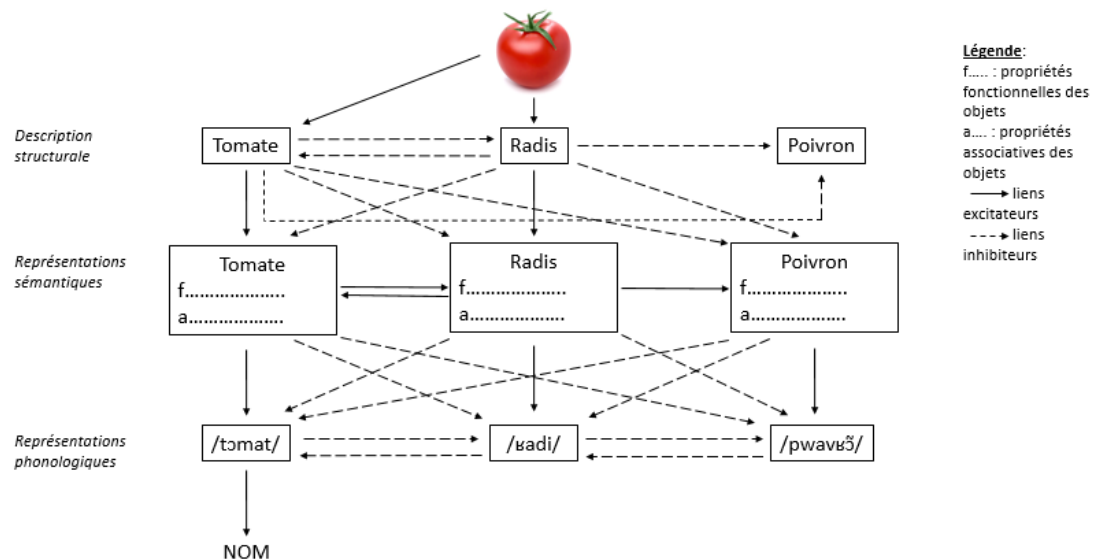 Légende:
f..... : propriétés
fonctionnelles des
objets
a.... : propriétés
associatives des
objets
liens
excitateurs
liens
inhibiteurs
Description
structurale
Tomate
Radis
Poivron
Représentations
sémantiques
Tomate
f.....................
a...................
Radis
f.....................
a...................
Poivron
f.....................
a...................
Représentations
phonologiques
/tɔmat/
/ʁadi/
/pwavʁɔ̃/
NOM